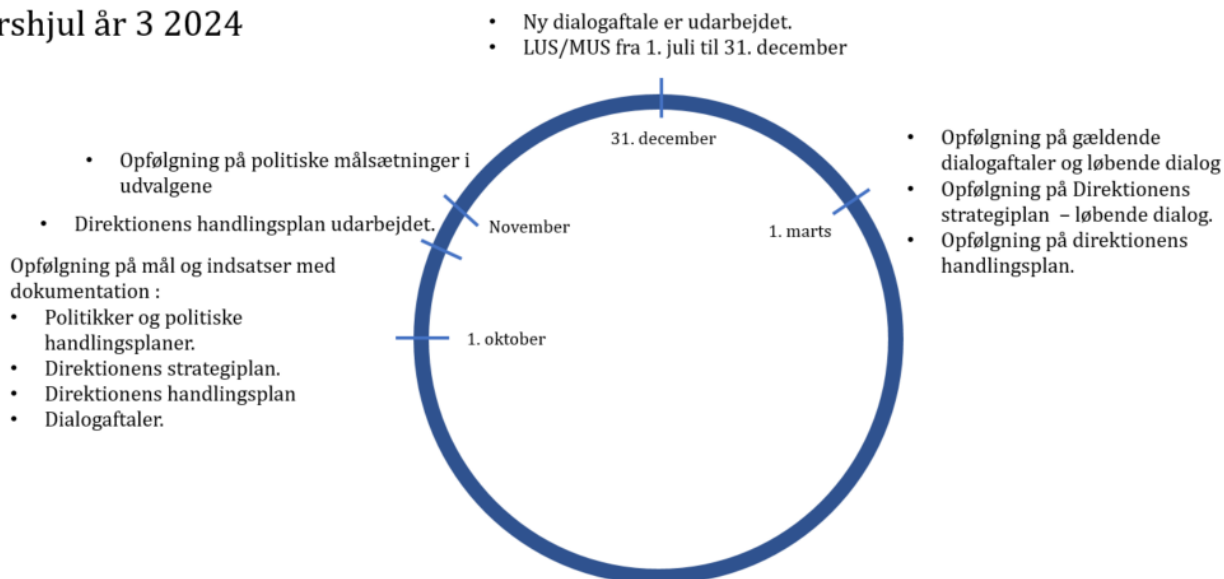 rshjul år 3 2024
• Ny dialogaftale er udarbejdet.
• LUS/MUS fra 1. juli til 31. december
31. december
• Opfølgning på gældende
dialogaftaler og løbende dialog
• Opfølgning på Direktionens
strategiplan – løbende dialog.
• Opfølgning på direktionens
handlingsplan.
1. marts
• Opfølgning på politiske målsætninger i
udvalgene
• Direktionens handlingsplan udarbejdet.
November
Opfølgning på mål og indsatser med
dokumentation :
• Politikker og politiske
handlingsplaner.
• Direktionens strategiplan.
• Direktionens handlingsplan
• Dialogaftaler.
1. oktober